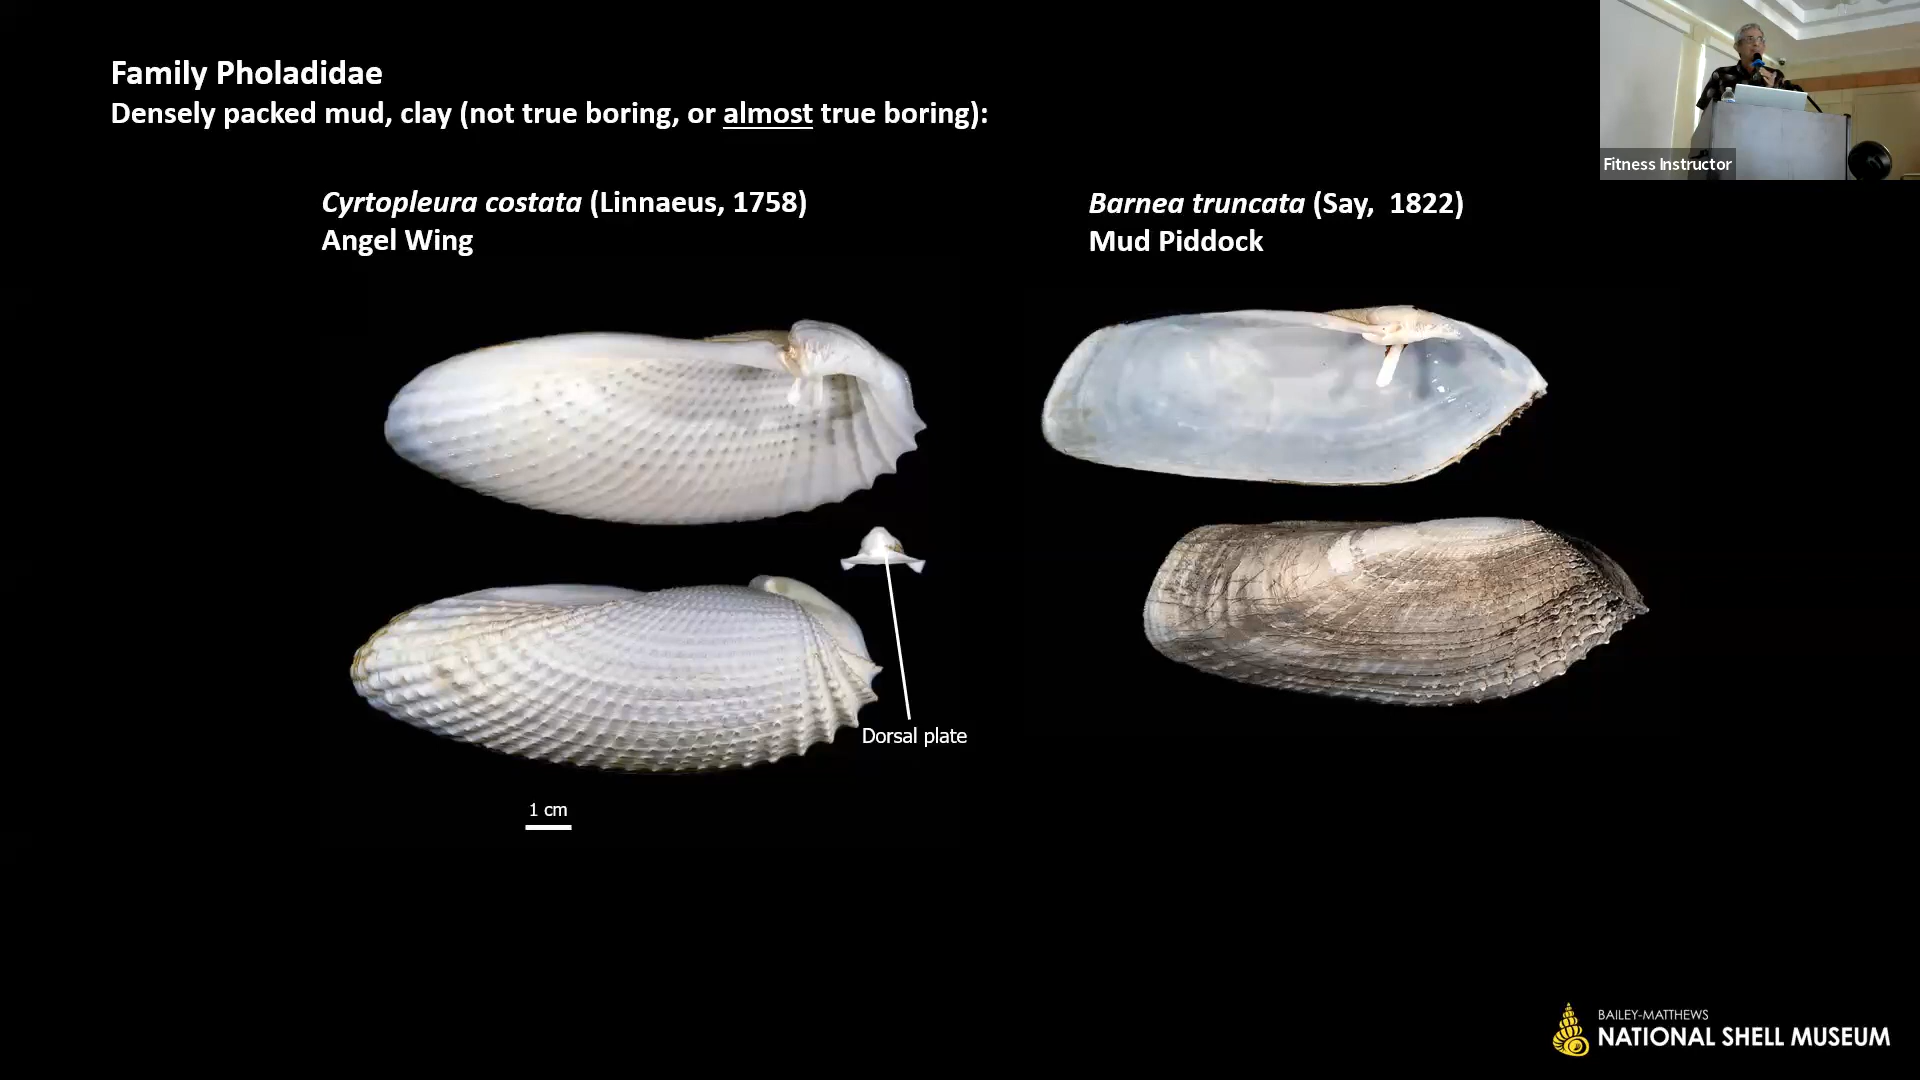 Family Pholadidae
Densely packed mud, clay (not true boring, or almost true boring):
Fitness Instructor
Cyrtopleura costata (Linnaeus, 1758)
Angel Wing
Barnea truncata (Say,  1822)
Mud Piddock
Dorsal plate
1 cm
BAILEY-MATTHEWS
NATIONAL SHELL MUSEUM